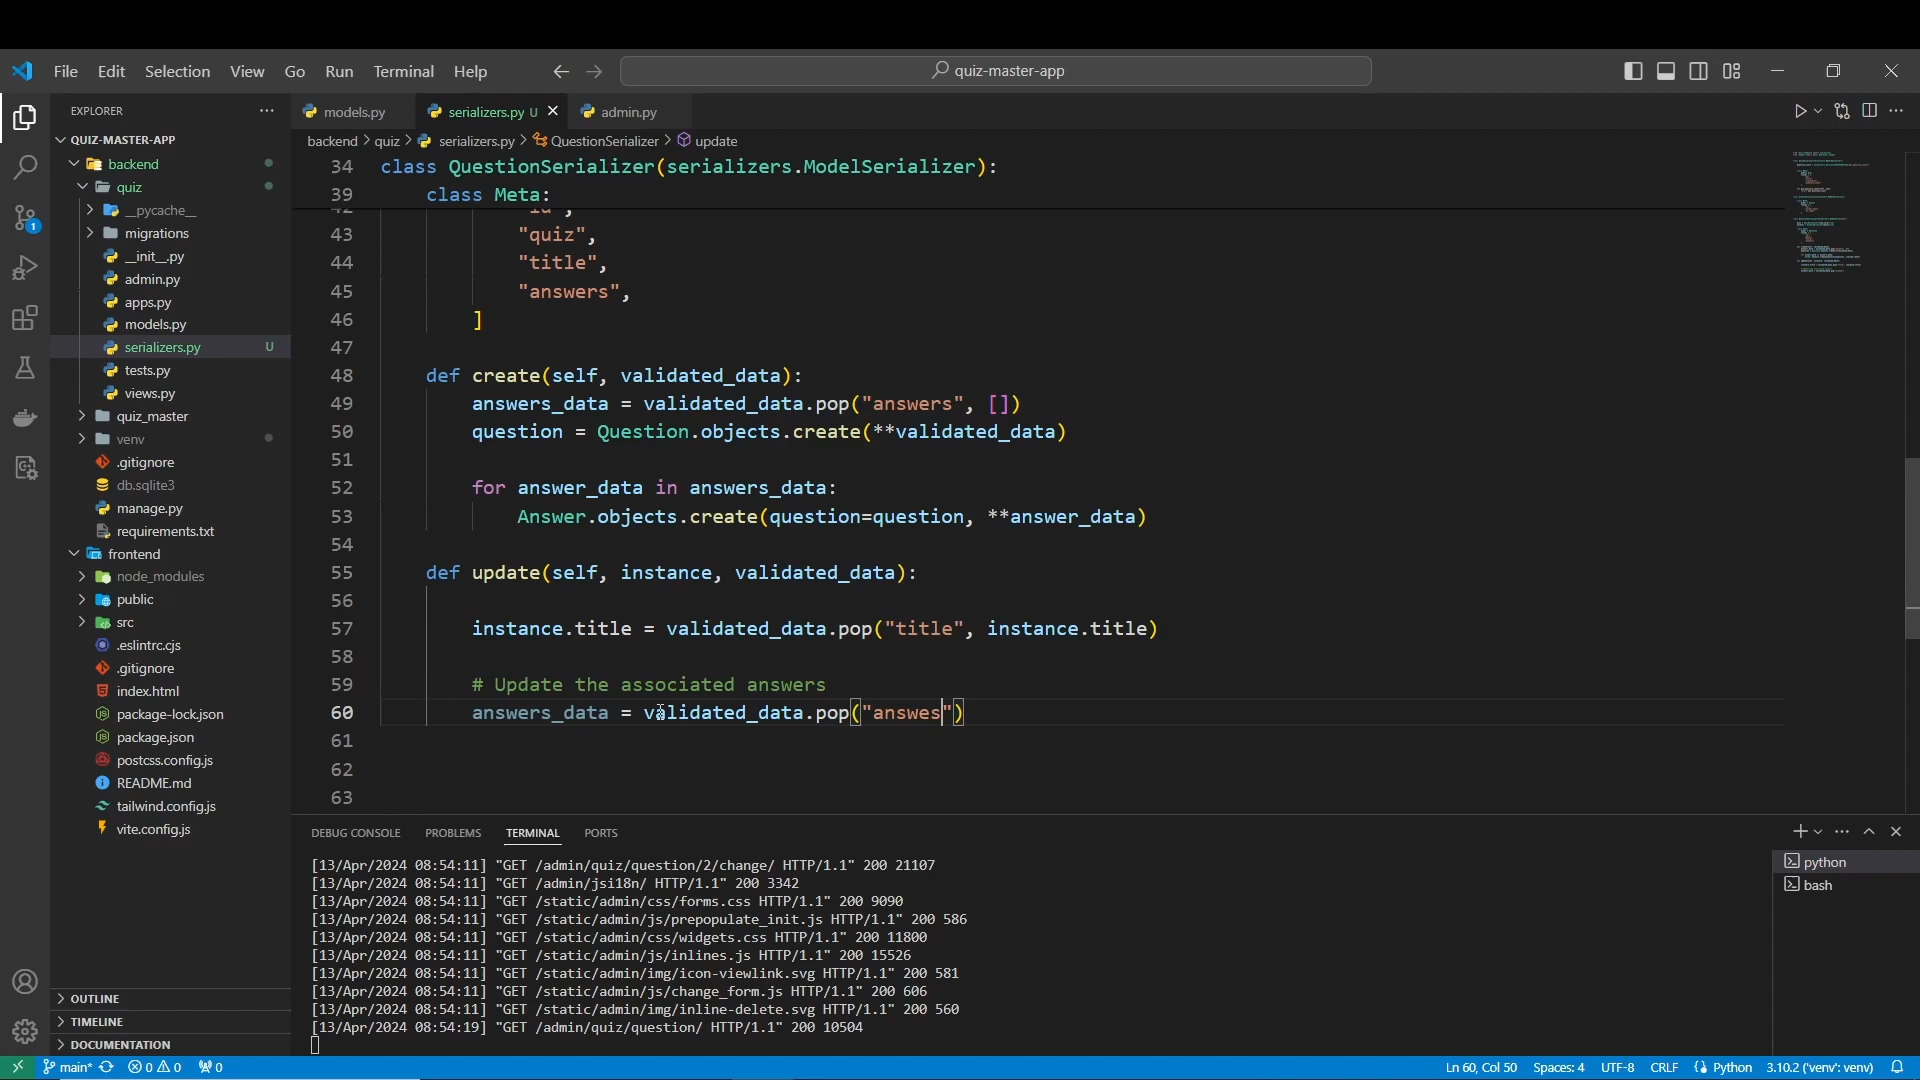 File Edit Selection View Go Run Terminal Help
quiz-master-app
EXPLORER
models.py
serializers.py U
admin.py
QUIZ-MASTER-APP
backend > quiz > serializers.py > QuestionSerializer > update
backend
quiz
__pycache__
migrations
__init__.py
admin.py
apps.py
models.py
serializers.py U
tests.py
views.py
quiz_master
venv
.gitignore
db.sqlite3
manage.py
requirements.txt
frontend
node_modules
public
src
.eslintrc.cjs
.gitignore
index.html
package-lock.json
package.json
postcss.config.js
README.md
tailwind.config.js
vite.config.js
OUTLINE
TIMELINE
DOCUMENTATION
34 class QuestionSerializer(serializers.ModelSerializer):
39 class Meta:
42 "id",
43 "quiz",
44 "title",
45 "answers",
46 ]
47
48 def create(self, validated_data):
49 answers_data = validated_data.pop("answers", [])
50 question = Question.objects.create(**validated_data)
51
52 for answer_data in answers_data:
53 Answer.objects.create(question=question, **answer_data)
54
55 def update(self, instance, validated_data):
56
57 instance.title = validated_data.pop("title", instance.title)
58
59 # Update the associated answers
60 answers_data = validated_data.pop("answes")
61
62
63
DEBUG CONSOLE PROBLEMS TERMINAL PORTS
[13/Apr/2024 08:54:11] "GET /admin/quiz/question/2/change/ HTTP/1.1" 200 21107
[13/Apr/2024 08:54:11] "GET /admin/jsi18n/ HTTP/1.1" 200 3342
[13/Apr/2024 08:54:11] "GET /static/admin/css/forms.css HTTP/1.1" 200 9090
[13/Apr/2024 08:54:11] "GET /static/admin/js/prepopulate_init.js HTTP/1.1" 200 586
[13/Apr/2024 08:54:11] "GET /static/admin/css/widgets.css HTTP/1.1" 200 11800
[13/Apr/2024 08:54:11] "GET /static/admin/js/inlines.js HTTP/1.1" 200 15526
[13/Apr/2024 08:54:11] "GET /static/admin/img/icon-viewlink.svg HTTP/1.1" 200 581
[13/Apr/2024 08:54:11] "GET /static/admin/js/change_form.js HTTP/1.1" 200 606
[13/Apr/2024 08:54:11] "GET /static/admin/img/inline-delete.svg HTTP/1.1" 200 560
[13/Apr/2024 08:54:19] "GET /admin/quiz/question/ HTTP/1.1" 200 10504
python
bash
main* 0 0 0
Ln 60, Col 50 Spaces: 4 UTF-8 CRLF Python 3.10.2 ('venv': venv)